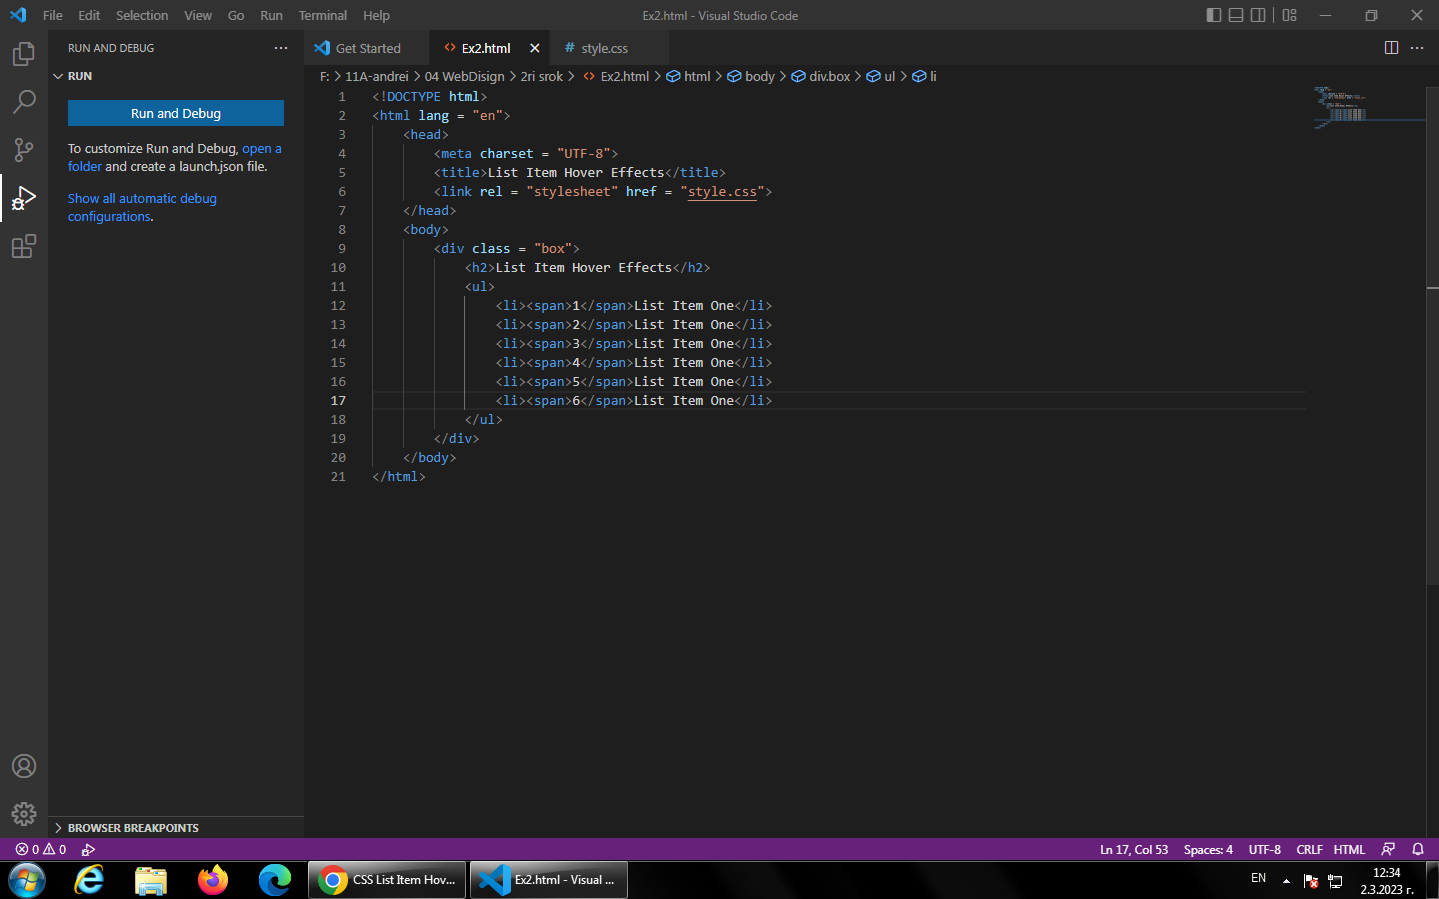 File Edit Selection View Go Run Terminal Help
Ex2.html - Visual Studio Code
RUN AND DEBUG
RUN
Run and Debug
To customize Run and Debug, open a
folder and create a launch.json file.
Show all automatic debug
configurations.
BROWSER BREAKPOINTS
Get Started
<> Ex2.html
# style.css
F: > 11A-andrei > 04 WebDisign > 2ri srok > <> Ex2.html > html > body > div.box > ul > li
1 <!DOCTYPE html>
2 <html lang = "en">
3 <head>
4 <meta charset = "UTF-8">
5 <title>List Item Hover Effects</title>
6 <link rel = "stylesheet" href = "style.css">
7 </head>
8 <body>
9 <div class = "box">
10 <h2>List Item Hover Effects</h2>
11 <ul>
12 <li><span>1</span>List Item One</li>
13 <li><span>2</span>List Item One</li>
14 <li><span>3</span>List Item One</li>
15 <li><span>4</span>List Item One</li>
16 <li><span>5</span>List Item One</li>
17 <li><span>6</span>List Item One</li>
18 </ul>
19 </div>
20 </body>
21 </html>
0 0
Ln 17, Col 53 Spaces: 4 UTF-8 CRLF HTML
CSS List Item Hov...
Ex2.html - Visual ...
EN
12:34
2.3.2023 г.